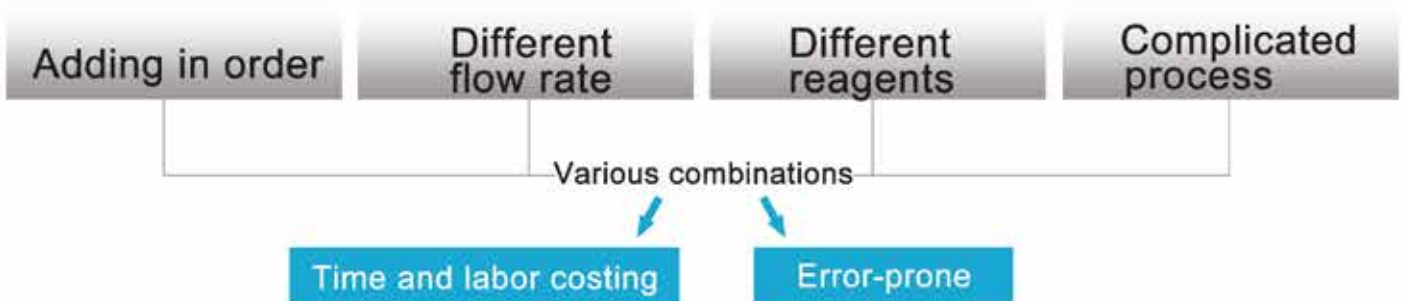 Adding in order
Different
flow rate
Different
reagents
Complicated
process
Various combinations
Time and labor costing
Error-prone